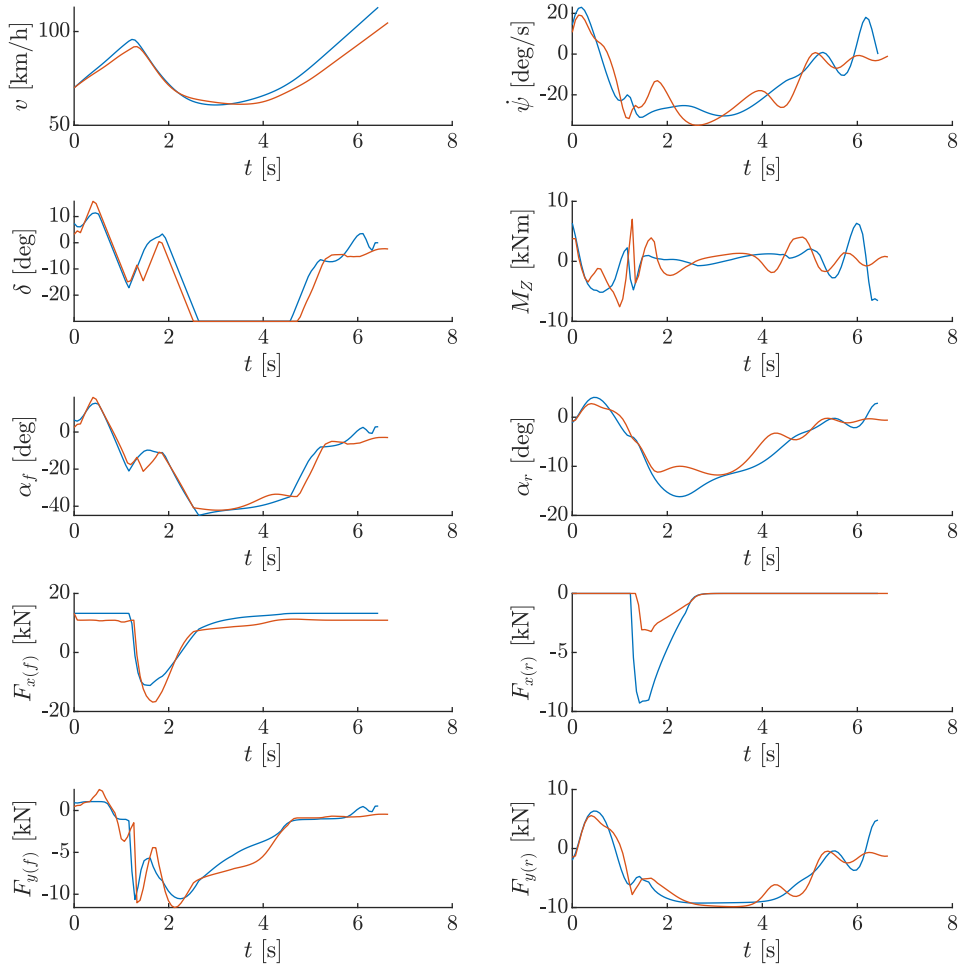 v [km/h]
100
50
0 2 4 6 8
t [s]
ψ̇ [deg/s]
20
0
-20
0 2 4 6 8
t [s]
δ [deg]
10
0
-10
-20
0 2 4 6 8
t [s]
M_Z [kNm]
10
0
-10
0 2 4 6 8
t [s]
α_f [deg]
0
-20
-40
0 2 4 6 8
t [s]
α_r [deg]
0
-10
-20
0 2 4 6 8
t [s]
F_x(f) [kN]
20
0
-20
0 2 4 6 8
t [s]
F_x(r) [kN]
0
-5
-10
0 2 4 6 8
t [s]
F_y(f) [kN]
0
-5
-10
0 2 4 6 8
t [s]
F_y(r) [kN]
10
0
-10
0 2 4 6 8
t [s]